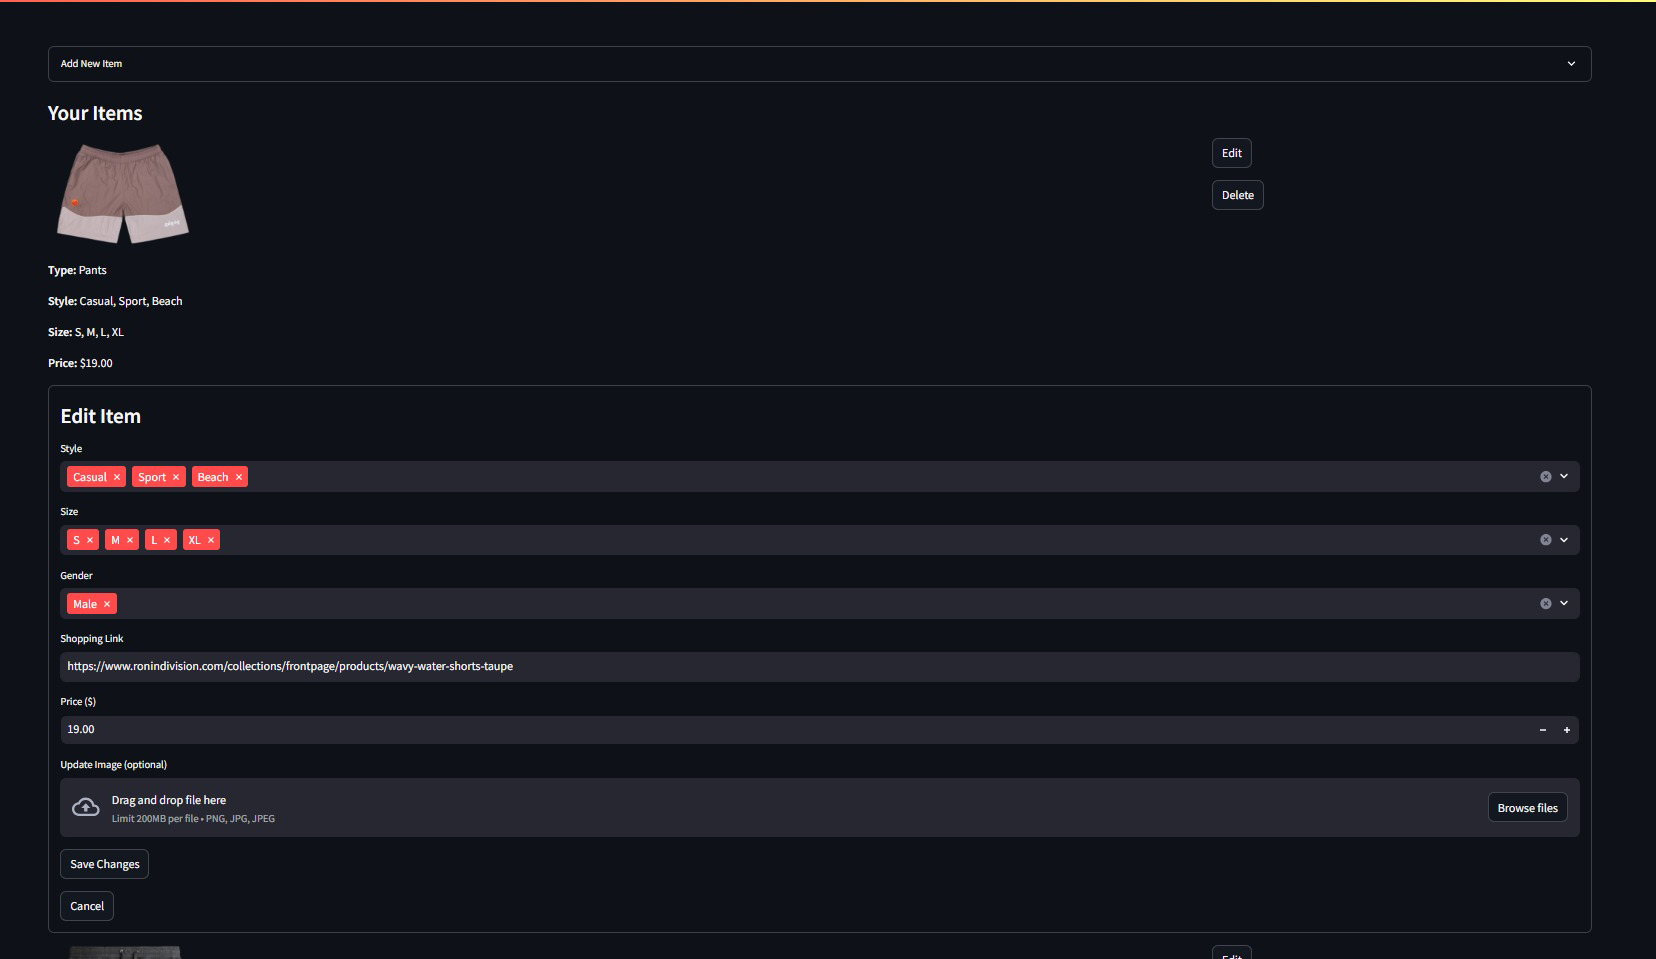 Add New Item
Your Items
Edit
Delete
Type: Pants
Style: Casual, Sport, Beach
Size: S, M, L, XL
Price: $19.00
Edit Item
Style
Casual × Sport × Beach ×
Size
S × M × L × XL ×
Gender
Male ×
Shopping Link
https://www.ronindivision.com/collections/frontpage/products/wavy-water-shorts-taupe
Price ($)
19.00
Update Image (optional)
Drag and drop file here
Limit 200MB per file • PNG, JPG, JPEG
Browse files
Save Changes
Cancel
Edit